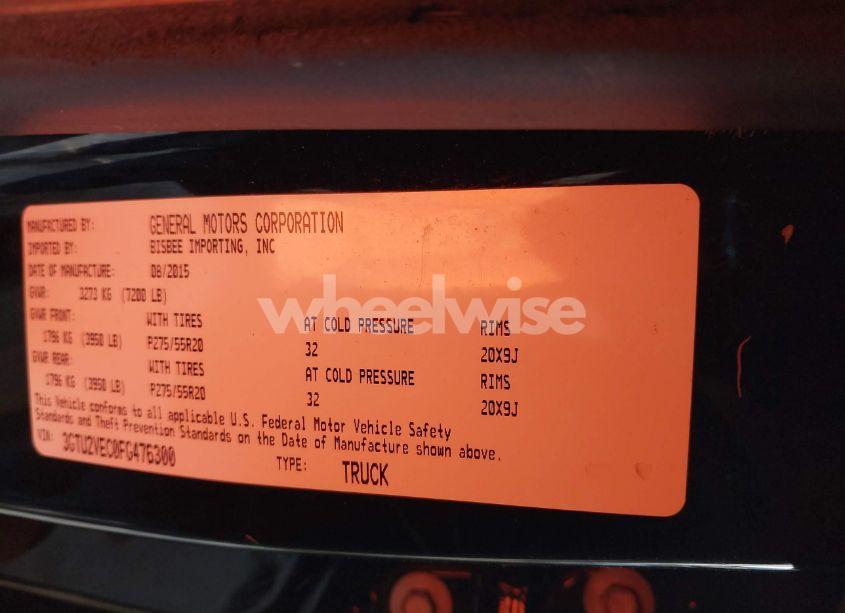 MANUFACTURED BY: GENERAL MOTORS CORPORATION
IMPORTED BY: BISBEE IMPORTING, INC
DATE OF MANUFACTURE: 08/2015
GVWR: 3273 KG (7200 LB)
GVWR FRONT: WITH TIRES AT COLD PRESSURE RIMS
1796 KG (3950 LB) P275/55R20 32 20X9J
GVWR REAR: WITH TIRES AT COLD PRESSURE RIMS
1796 KG (3950 LB) P275/55R20 32 20X9J
This Vehicle conforms to all applicable U.S. Federal Motor Vehicle Safety
Standards and Theft Prevention Standards on the Date of Manufacture shown above.
VIN: 3GTU2VEC0FG476300 TYPE: TRUCK
wheelwise